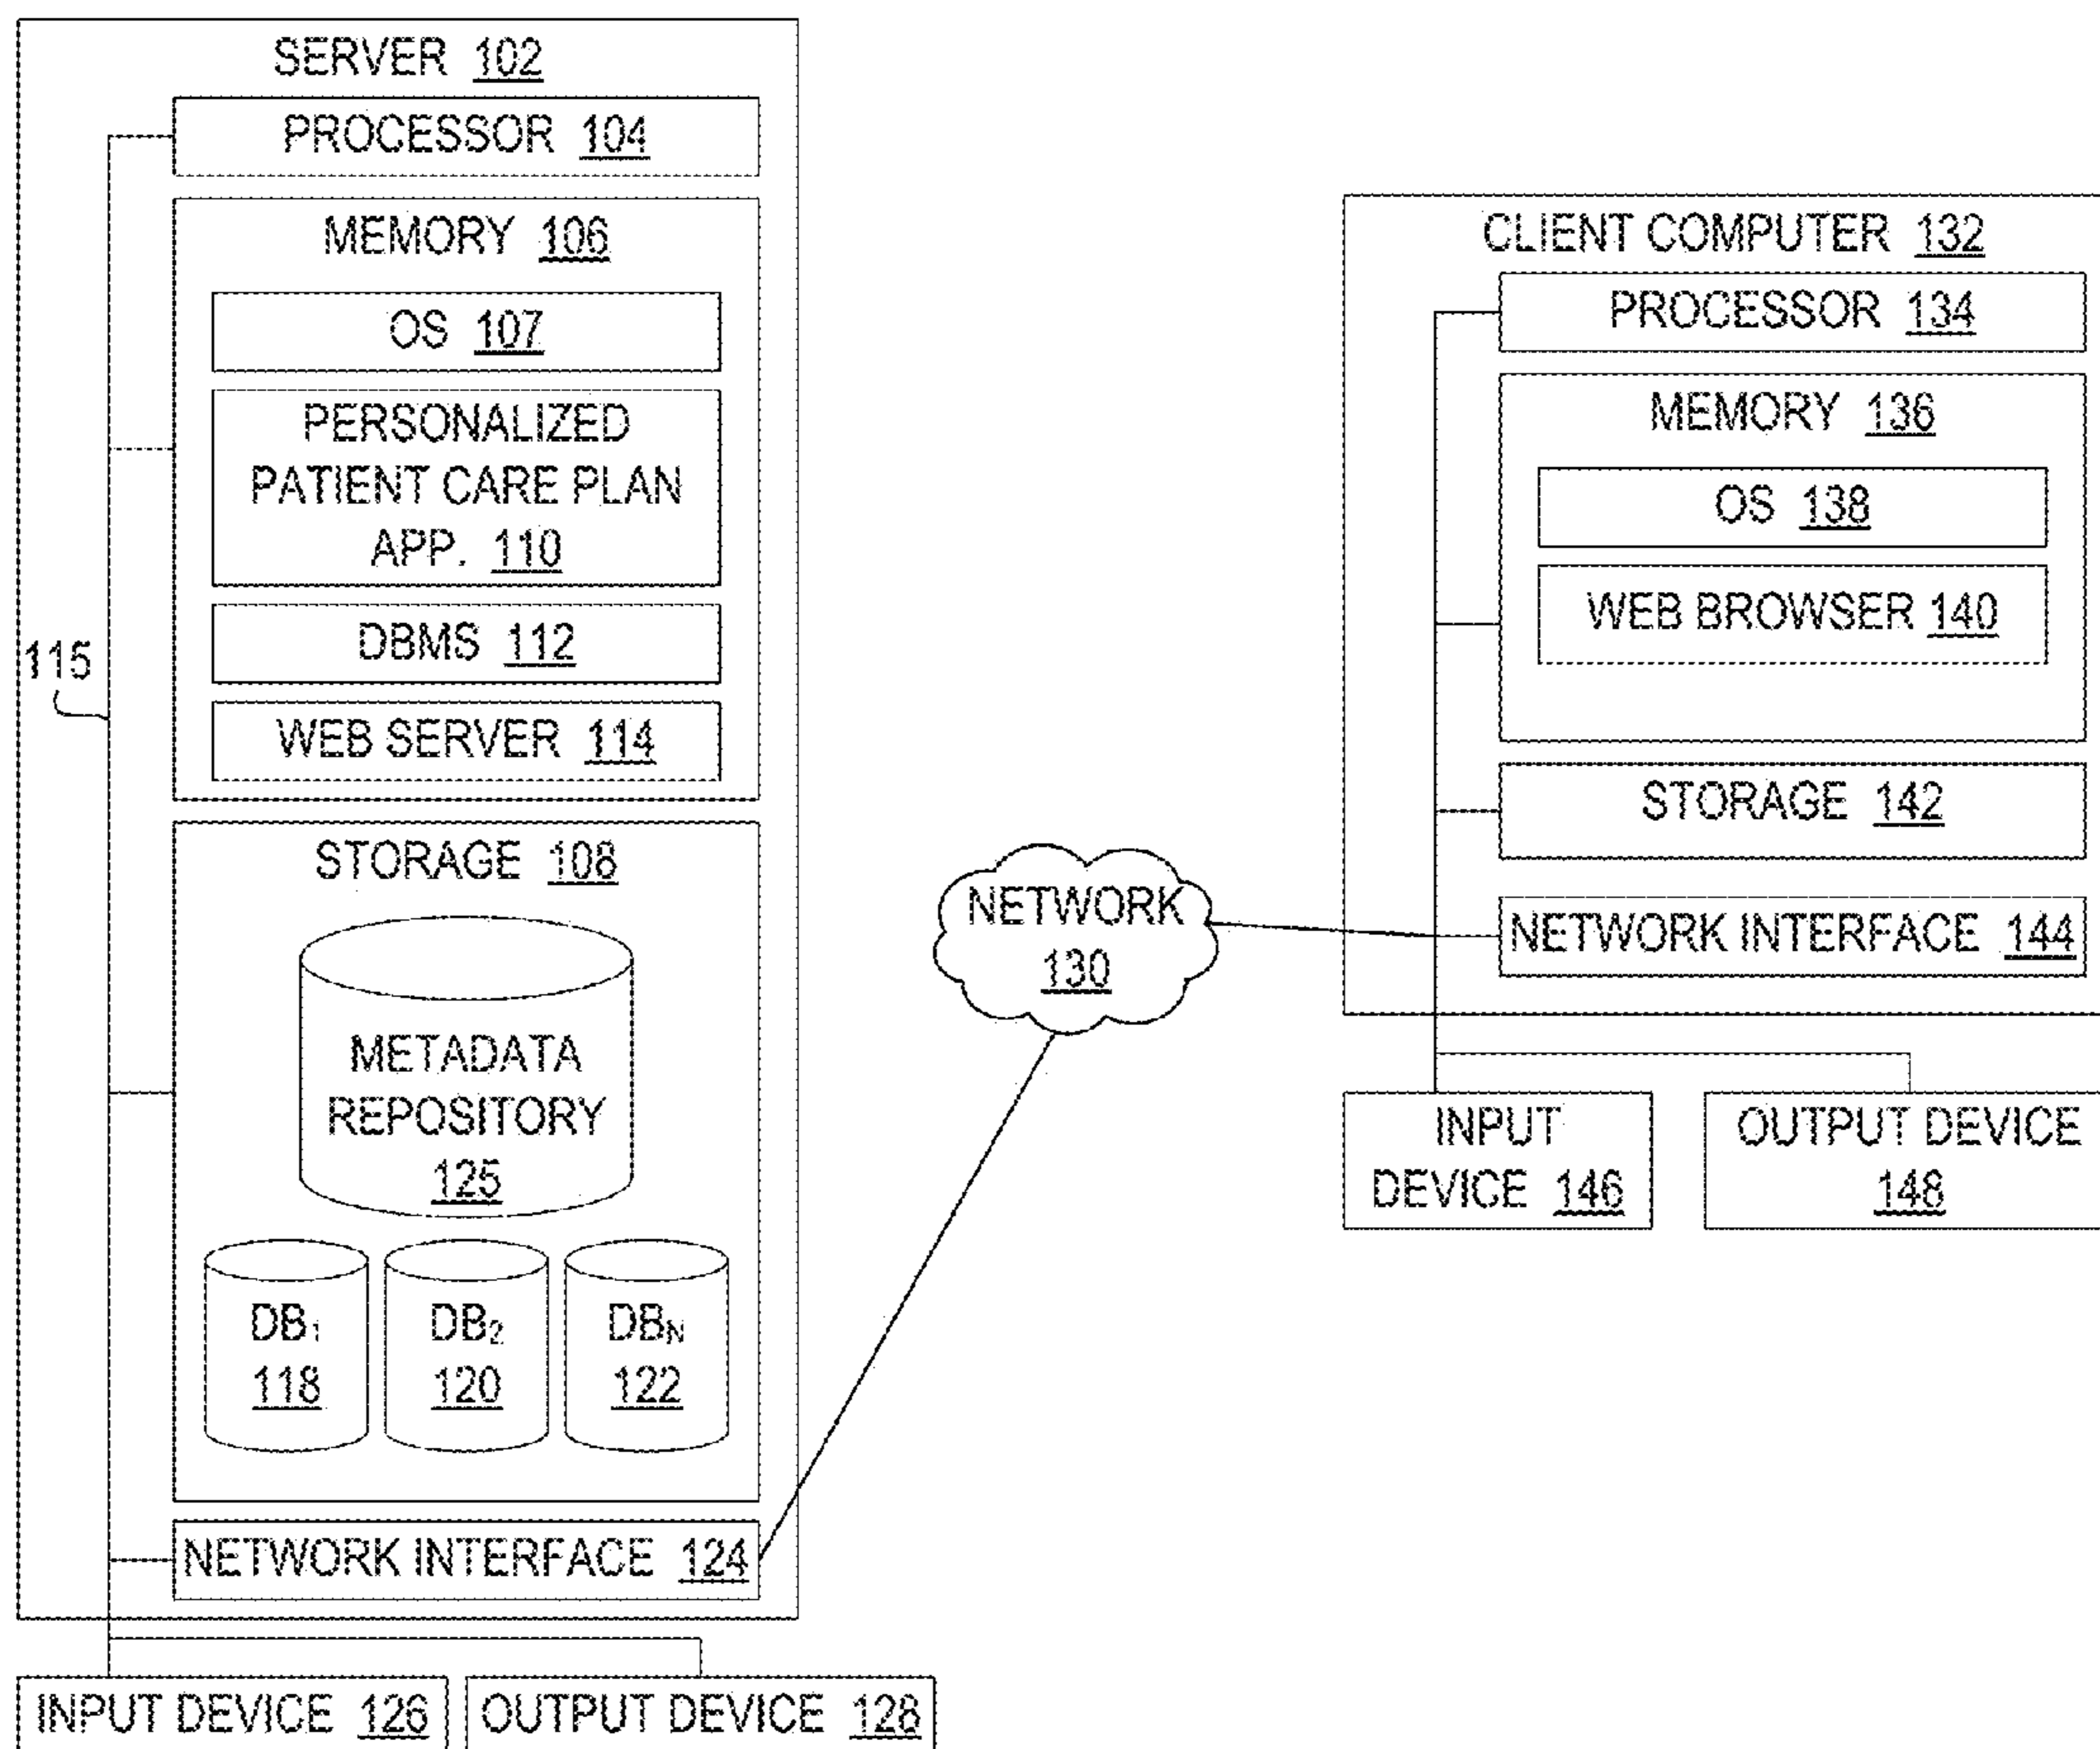 SERVER 102
PROCESSOR 104
MEMORY 106
OS 107
PERSONALIZED
PATIENT CARE PLAN
APP. 110
DBMS 112
WEB SERVER 114
115
STORAGE 108
METADATA
REPOSITORY
125
DB1
118
DB2
120
DBN
122
NETWORK INTERFACE 124
INPUT DEVICE 126
OUTPUT DEVICE 128
NETWORK
130
CLIENT COMPUTER 132
PROCESSOR 134
MEMORY 136
OS 138
WEB BROWSER 140
STORAGE 142
NETWORK INTERFACE 144
INPUT
DEVICE 146
OUTPUT DEVICE
148